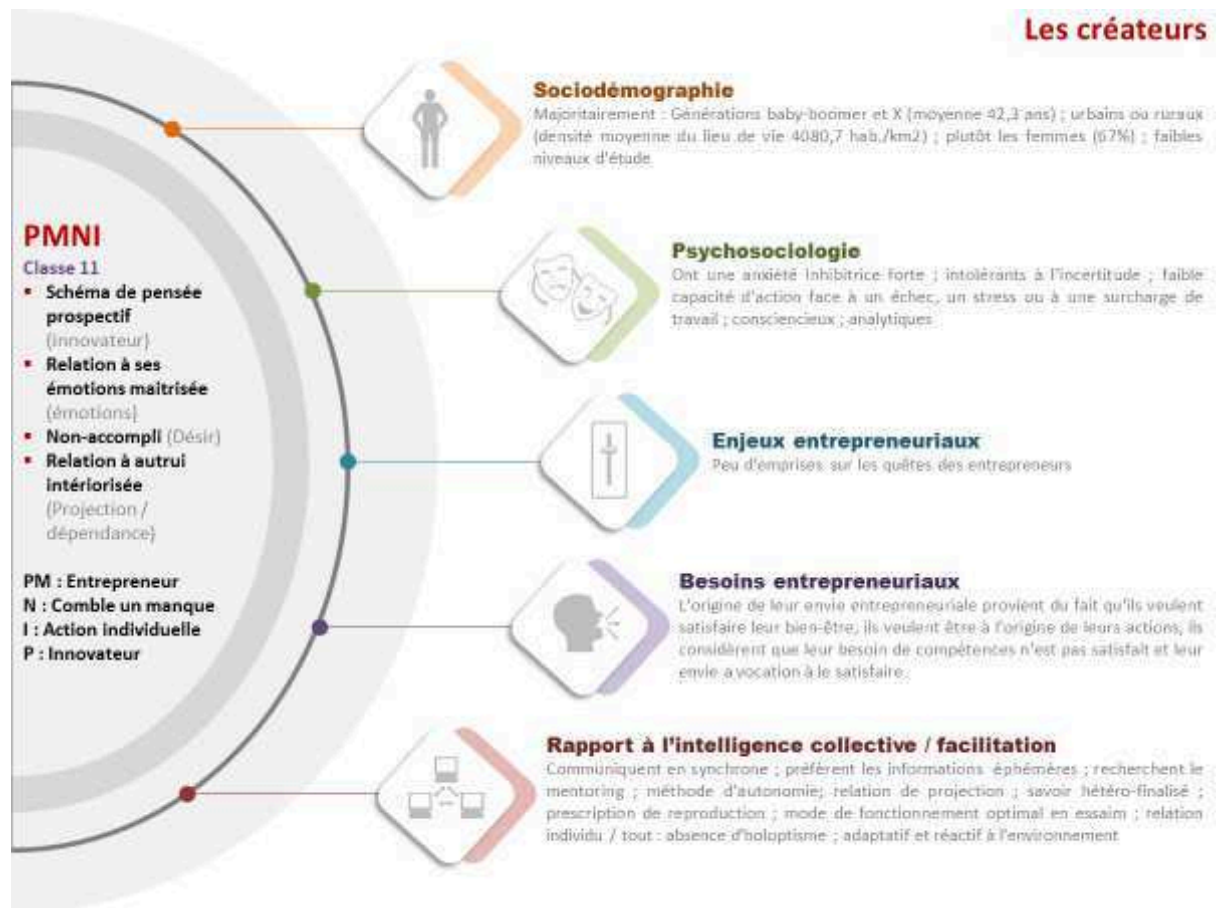 Les créateurs
Sociodémographie
Majoritairement : Générations baby-boomer et X (moyenne 42,3 ans) ; urbains ou ruraux
(densité moyenne du lieu de vie 4080,7 hab./km2) ; plutôt les femmes (67%) ; faibles
niveaux d'étude
PMNI
Classe 11
▪ Schéma de pensée
prospectif
(innovateur)
▪ Relation à ses
émotions maitrisée
(émotions)
▪ Non-accompli (Désir)
▪ Relation à autrui
intériorisée
(Projection /
dépendance)
PM : Entrepreneur
N : Comble un manque
I : Action individuelle
P : Innovateur
Psychosociologie
Ont une anxiété Inhibitrice forte ; intolérants à l'incertitude ; faible
capacité d'action face à un échec, un stress ou à une surcharge de
travail ; consciencieux ; analytiques
Enjeux entrepreneuriaux
Peu d'emprises sur les quêtes des entrepreneurs
Besoins entrepreneuriaux
L'origine de leur envie entrepreneuriale provient du fait qu'ils veulent
satisfaire leur bien-être, ils veulent être à l'origine de leurs actions, ils
considèrent que leur besoin de compétences n'est pas satisfait et leur
envie a vocation à le satisfaire.
Rapport à l'intelligence collective / facilitation
Communiquent en synchrone ; préfèrent les informations éphémères ; recherchent le
mentoring ; méthode d'autonomie; relation de projection ; savoir hétéro-finalisé ;
prescription de reproduction ; mode de fonctionnement optimal en essaim ; relation
individu / tout : absence d'holoptisme ; adaptatif et réactif à l'environnement